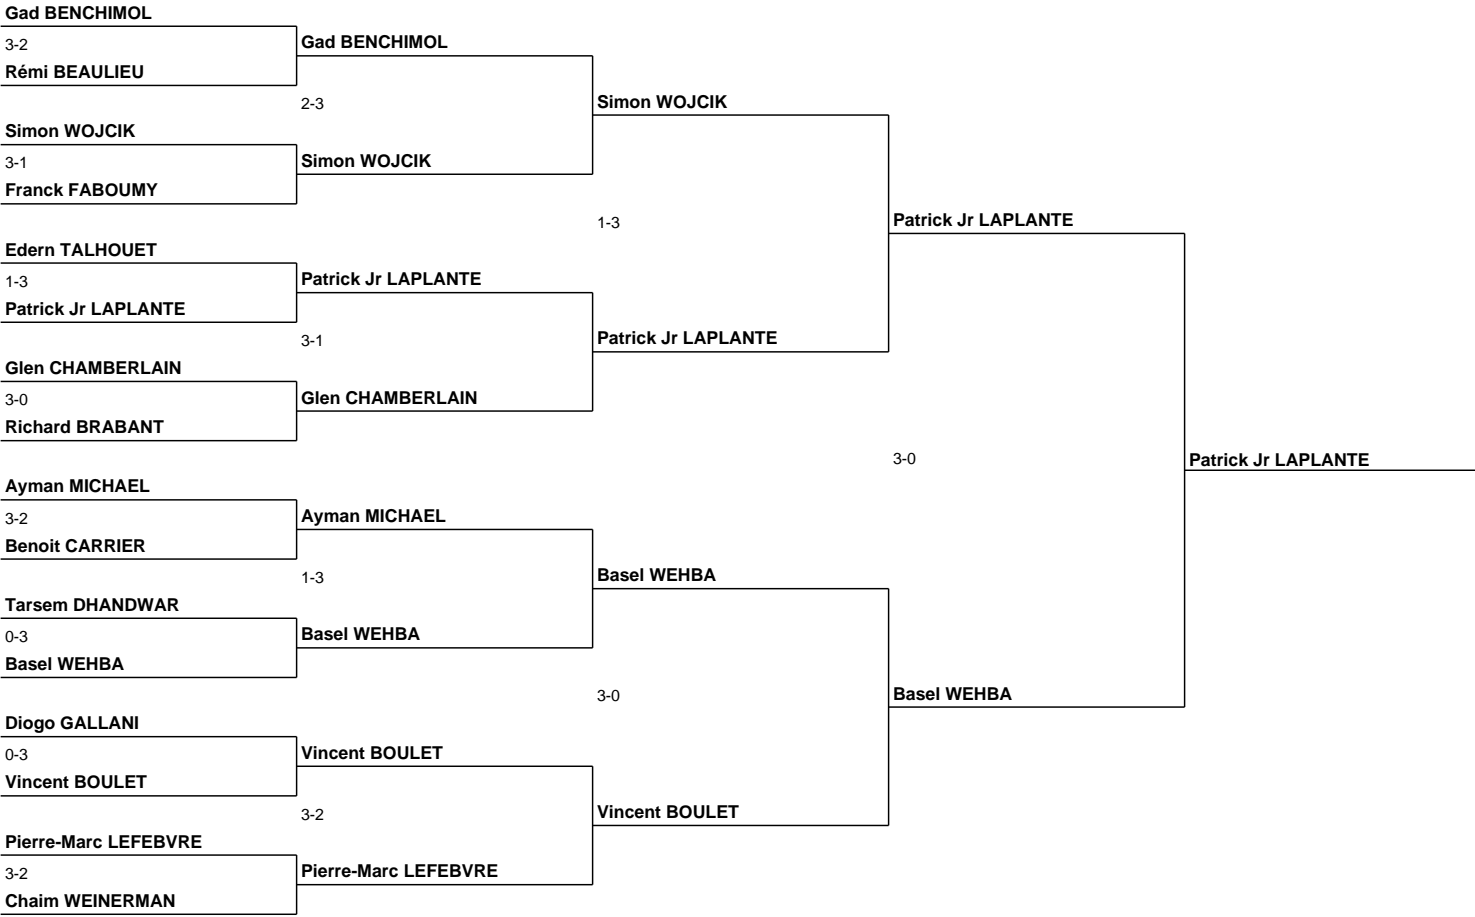 Gad BENCHIMOL
3-2
Gad BENCHIMOL
Rémi BEAULIEU
2-3
Simon WOJCIK
Simon WOJCIK
3-1
Simon WOJCIK
Franck FABOUMY
1-3
Patrick Jr LAPLANTE
Edern TALHOUET
1-3
Patrick Jr LAPLANTE
Patrick Jr LAPLANTE
3-1
Patrick Jr LAPLANTE
Glen CHAMBERLAIN
3-0
Glen CHAMBERLAIN
Richard BRABANT
3-0
Patrick Jr LAPLANTE
Ayman MICHAEL
3-2
Ayman MICHAEL
Benoit CARRIER
1-3
Basel WEHBA
Tarsem DHANDWAR
0-3
Basel WEHBA
Basel WEHBA
3-0
Basel WEHBA
Diogo GALLANI
0-3
Vincent BOULET
Vincent BOULET
3-2
Vincent BOULET
Pierre-Marc LEFEBVRE
3-2
Pierre-Marc LEFEBVRE
Chaim WEINERMAN